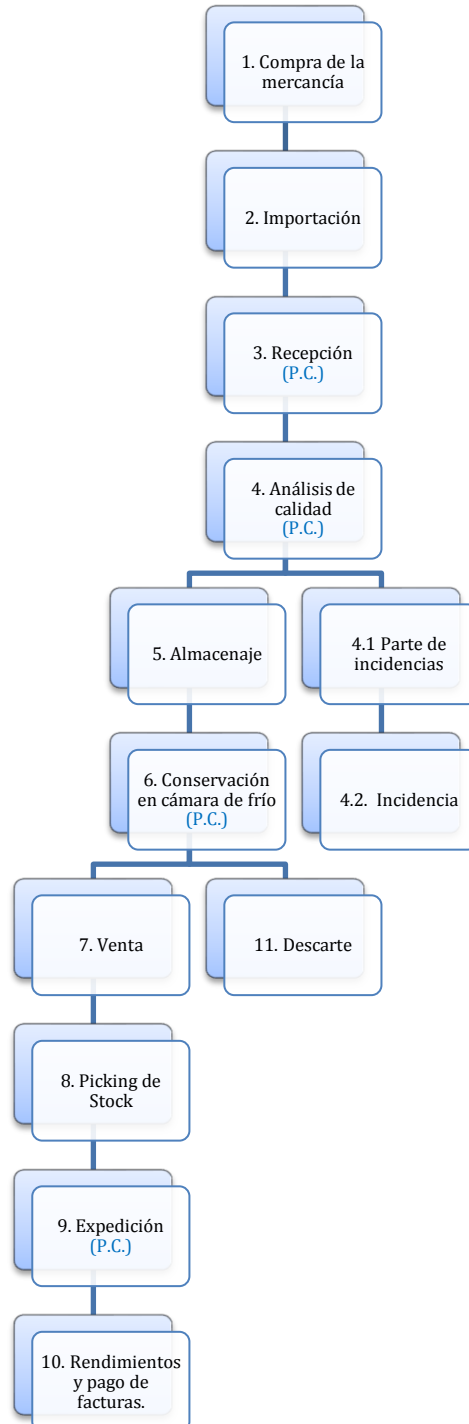 1. Compra de la
mercancía
2. Importación
3. Recepción
(P.C.)
4. Análisis de
calidad
(P.C.)
5. Almacenaje
4.1 Parte de
incidencias
6. Conservación
en cámara de frío
(P.C.)
4.2. Incidencia
7. Venta
11. Descarte
8. Picking de
Stock
9. Expedición
(P.C.)
10. Rendimientos
y pago de
facturas.